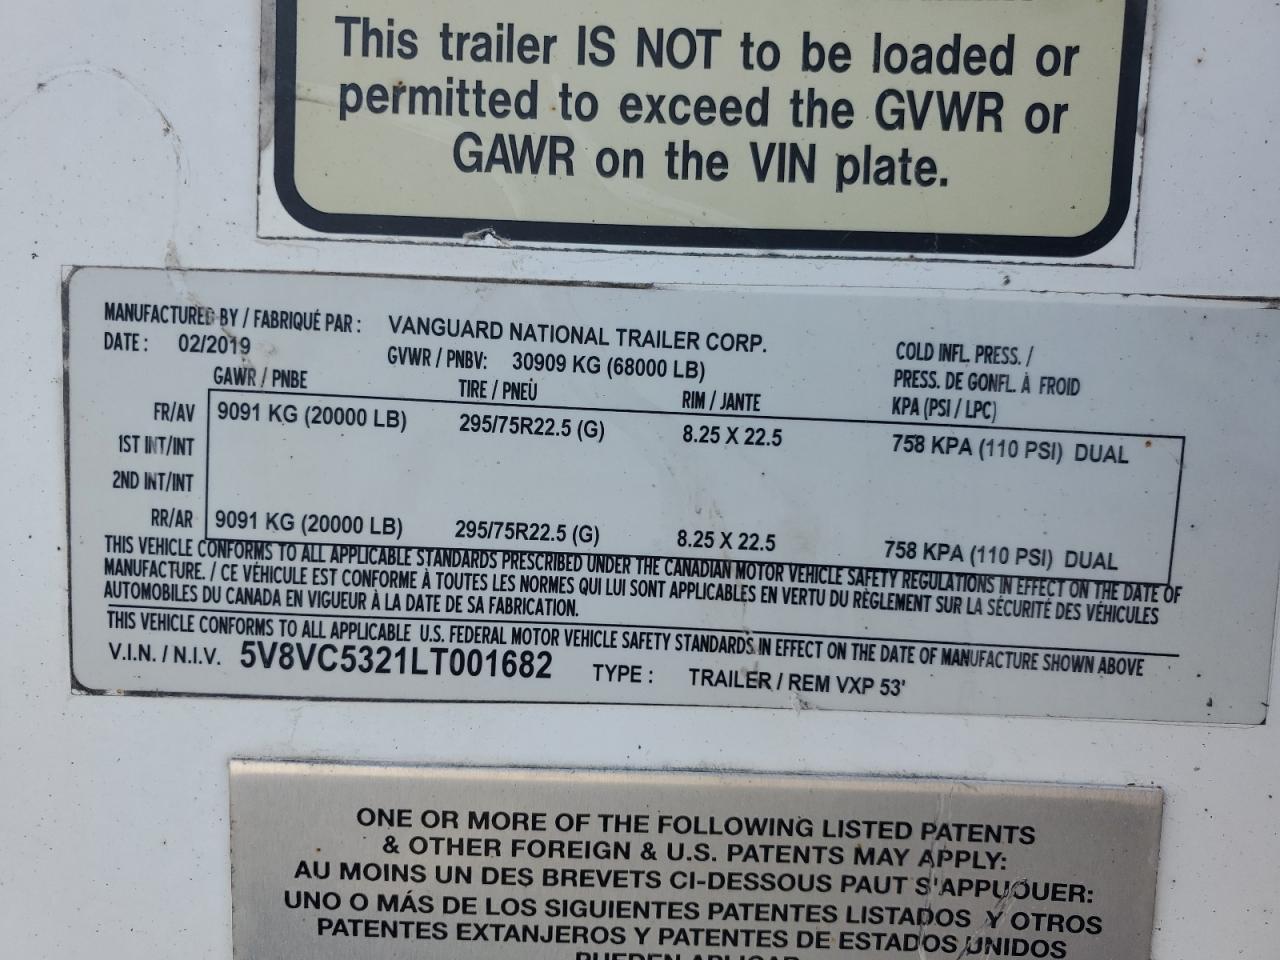 This trailer IS NOT to be loaded or
permitted to exceed the GVWR or
GAWR on the VIN plate.
MANUFACTURED BY / FABRIQUÉ PAR : VANGUARD NATIONAL TRAILER CORP.
DATE : 02/2019 GVWR / PNBV: 30909 KG (68000 LB)
COLD INFL. PRESS. /
PRESS. DE GONFL. À FROID
GAWR / PNBE TIRE / PNEÙ RIM / JANTE KPA (PSI / LPC)
FR/AV 9091 KG (20000 LB) 295/75R22.5 (G) 8.25 X 22.5 758 KPA (110 PSI) DUAL
1ST INT/INT
2ND INT/INT
RR/AR 9091 KG (20000 LB) 295/75R22.5 (G) 8.25 X 22.5 758 KPA (110 PSI) DUAL
THIS VEHICLE CONFORMS TO ALL APPLICABLE STANDARDS PRESCRIBED UNDER THE CANADIAN MOTOR VEHICLE SAFETY REGULATIONS IN EFFECT ON THE DATE OF
MANUFACTURE. / CE VÉHICULE EST CONFORME À TOUTES LES NORMES QUI LUI SONT APPLICABLES EN VERTU DU RÈGLEMENT SUR LA SÉCURITÉ DES VÉHICULES
AUTOMOBILES DU CANADA EN VIGUEUR À LA DATE DE SA FABRICATION.
THIS VEHICLE CONFORMS TO ALL APPLICABLE U.S. FEDERAL MOTOR VEHICLE SAFETY STANDARDS IN EFFECT ON THE DATE OF MANUFACTURE SHOWN ABOVE
V.I.N. / N.I.V. 5V8VC5321LT001682 TYPE : TRAILER / REM VXP 53'
ONE OR MORE OF THE FOLLOWING LISTED PATENTS
& OTHER FOREIGN & U.S. PATENTS MAY APPLY:
AU MOINS UN DES BREVETS CI-DESSOUS PAUT S'APPUQUER:
UNO O MÁS DE LOS SIGUIENTES PATENTES LISTADOS Y OTROS
PATENTES EXTANJEROS Y PATENTES DE ESTADOS UNIDOS
PUEDEN APLICAR